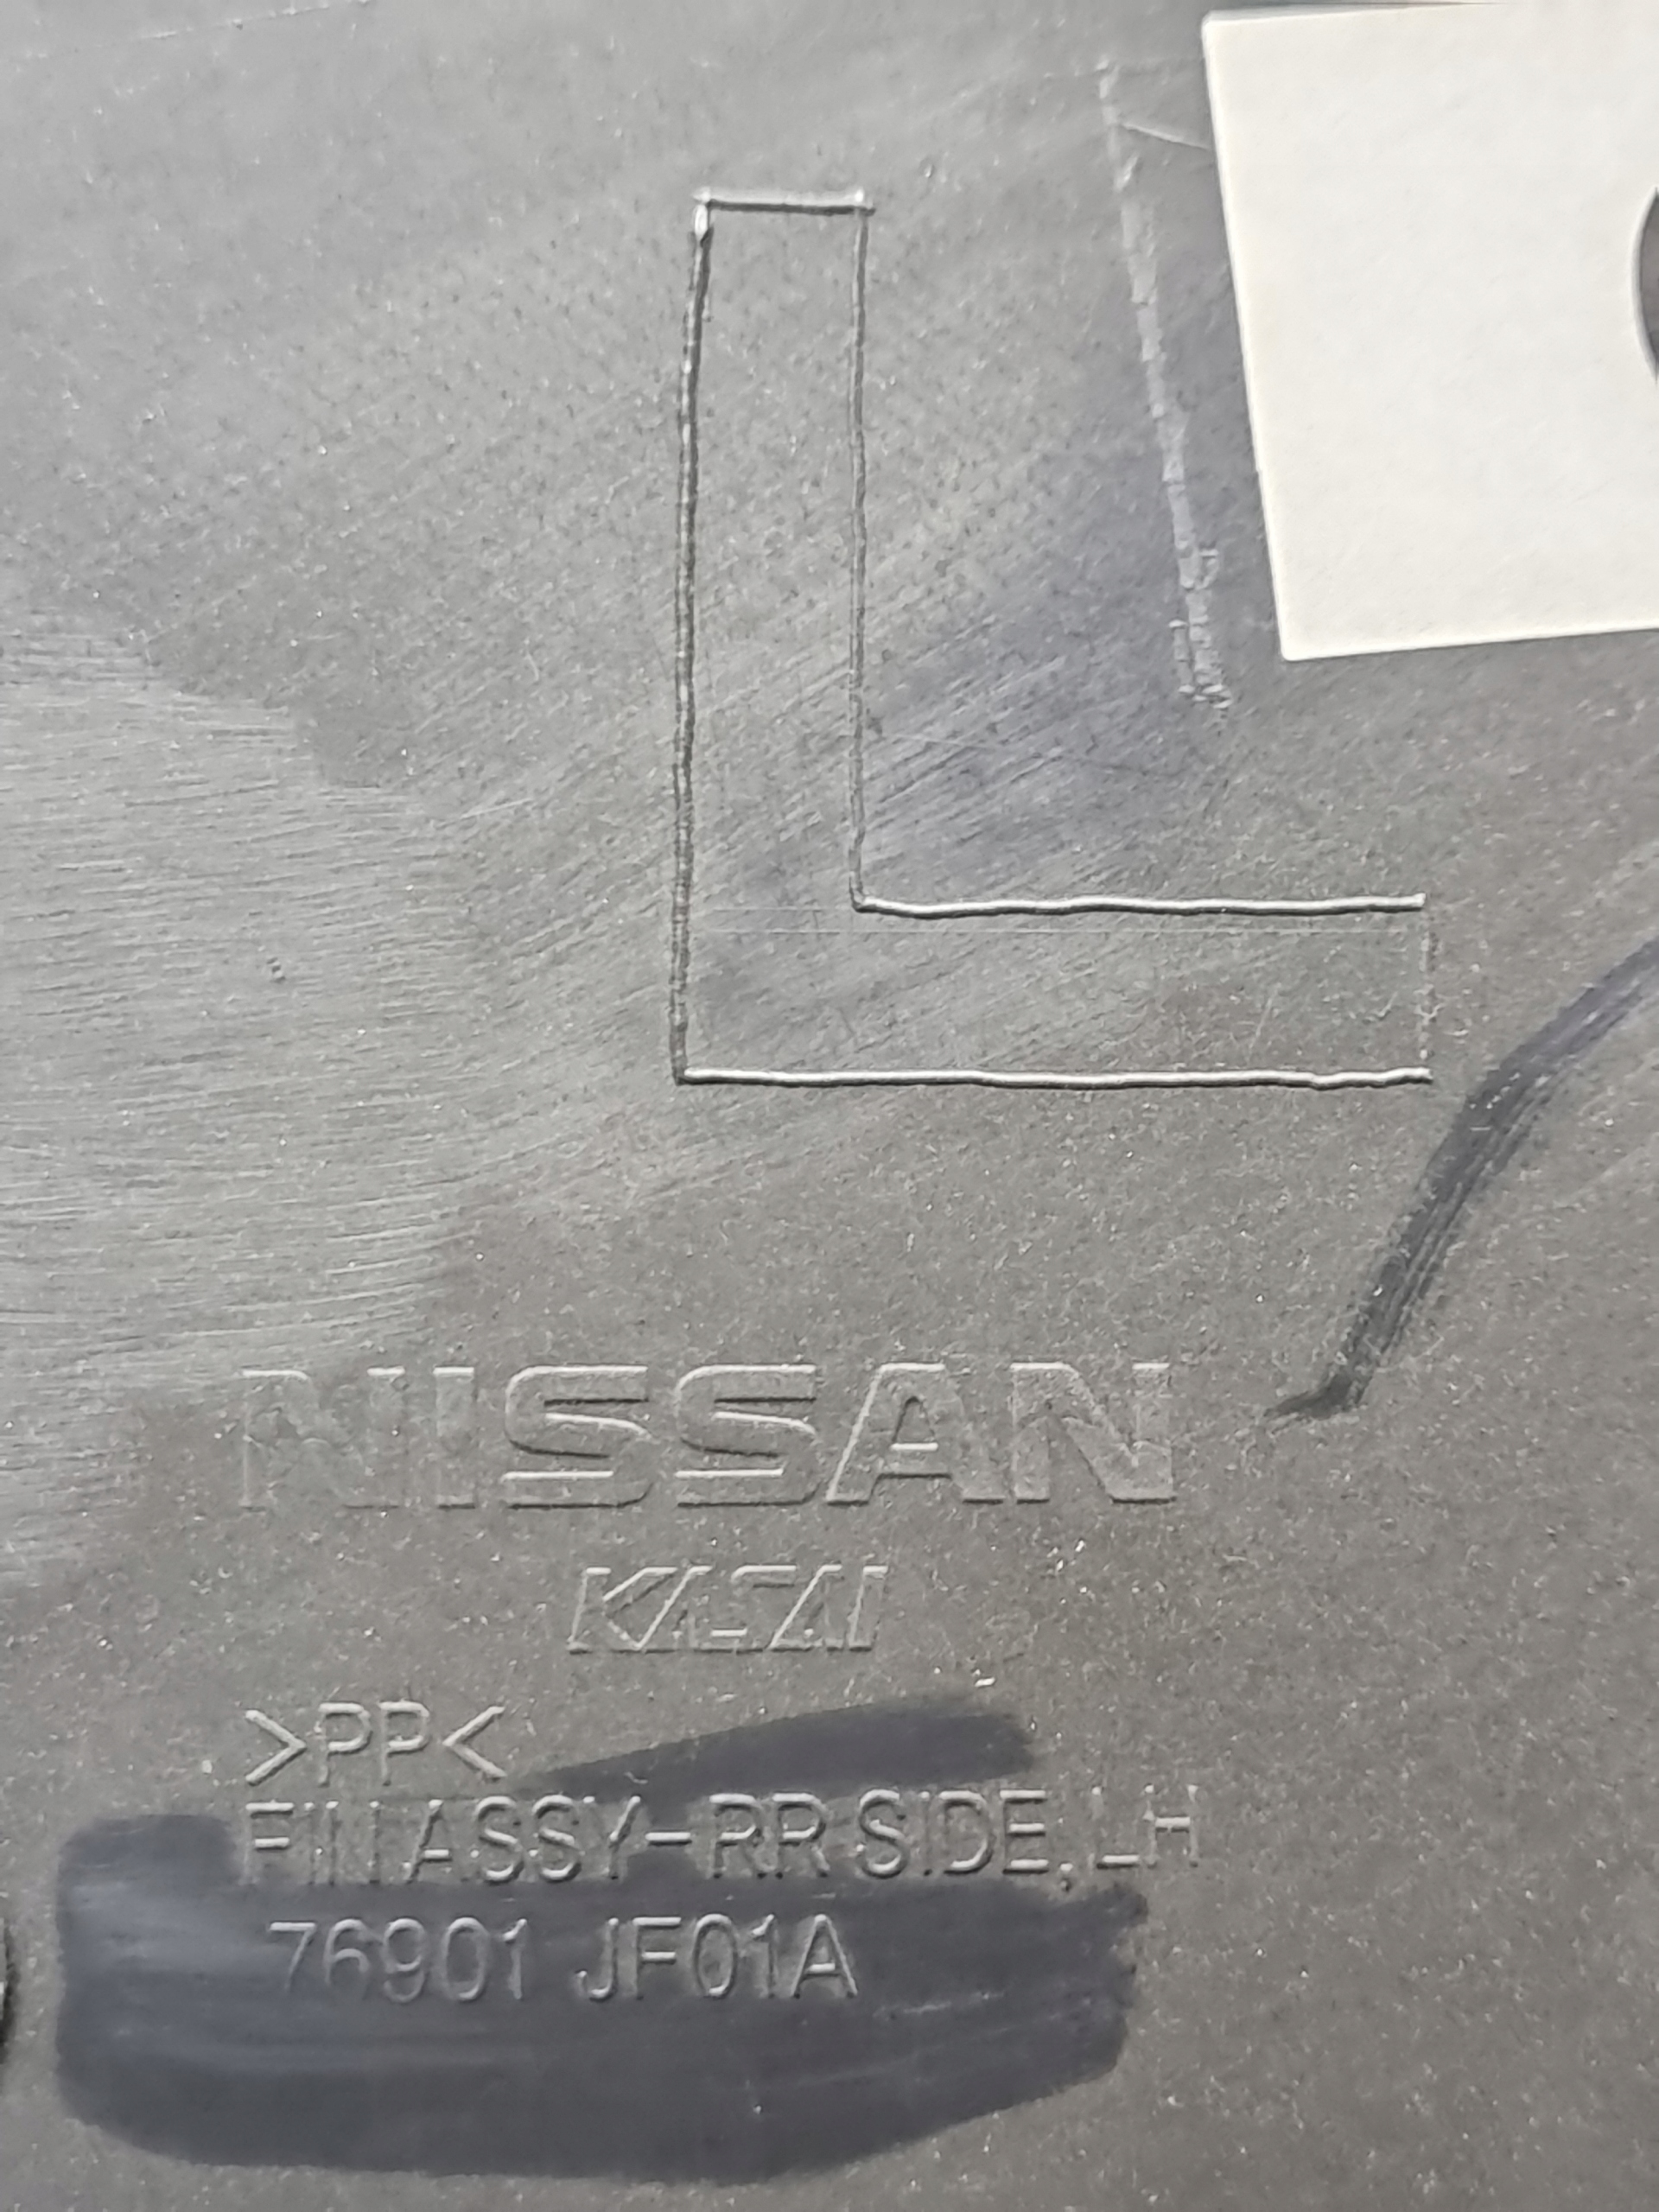 L
NISSAN
KASAI
>PP<
FIN ASSY-RR SIDE, LH
76901 JF01A